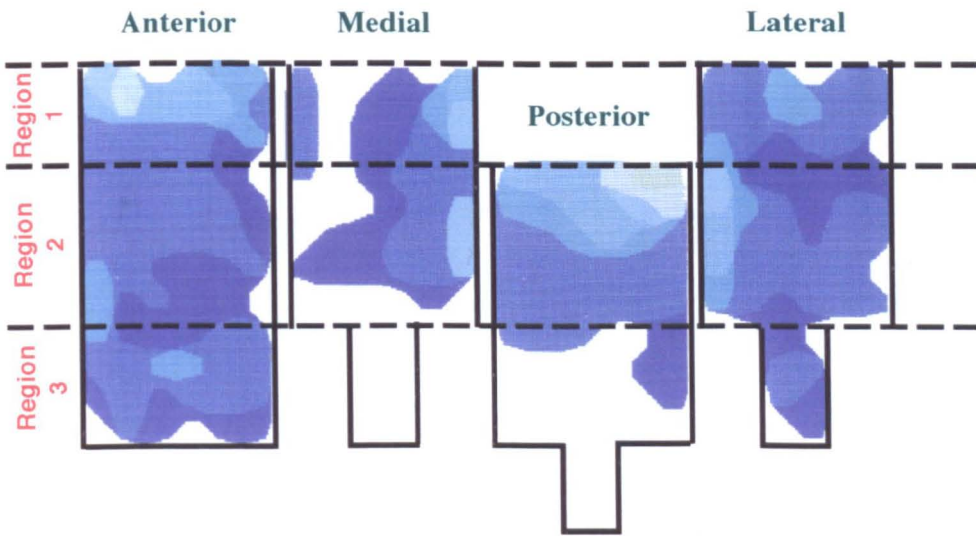 Anterior
Medial
Lateral
Posterior
Region
1
Region
2
Region
3